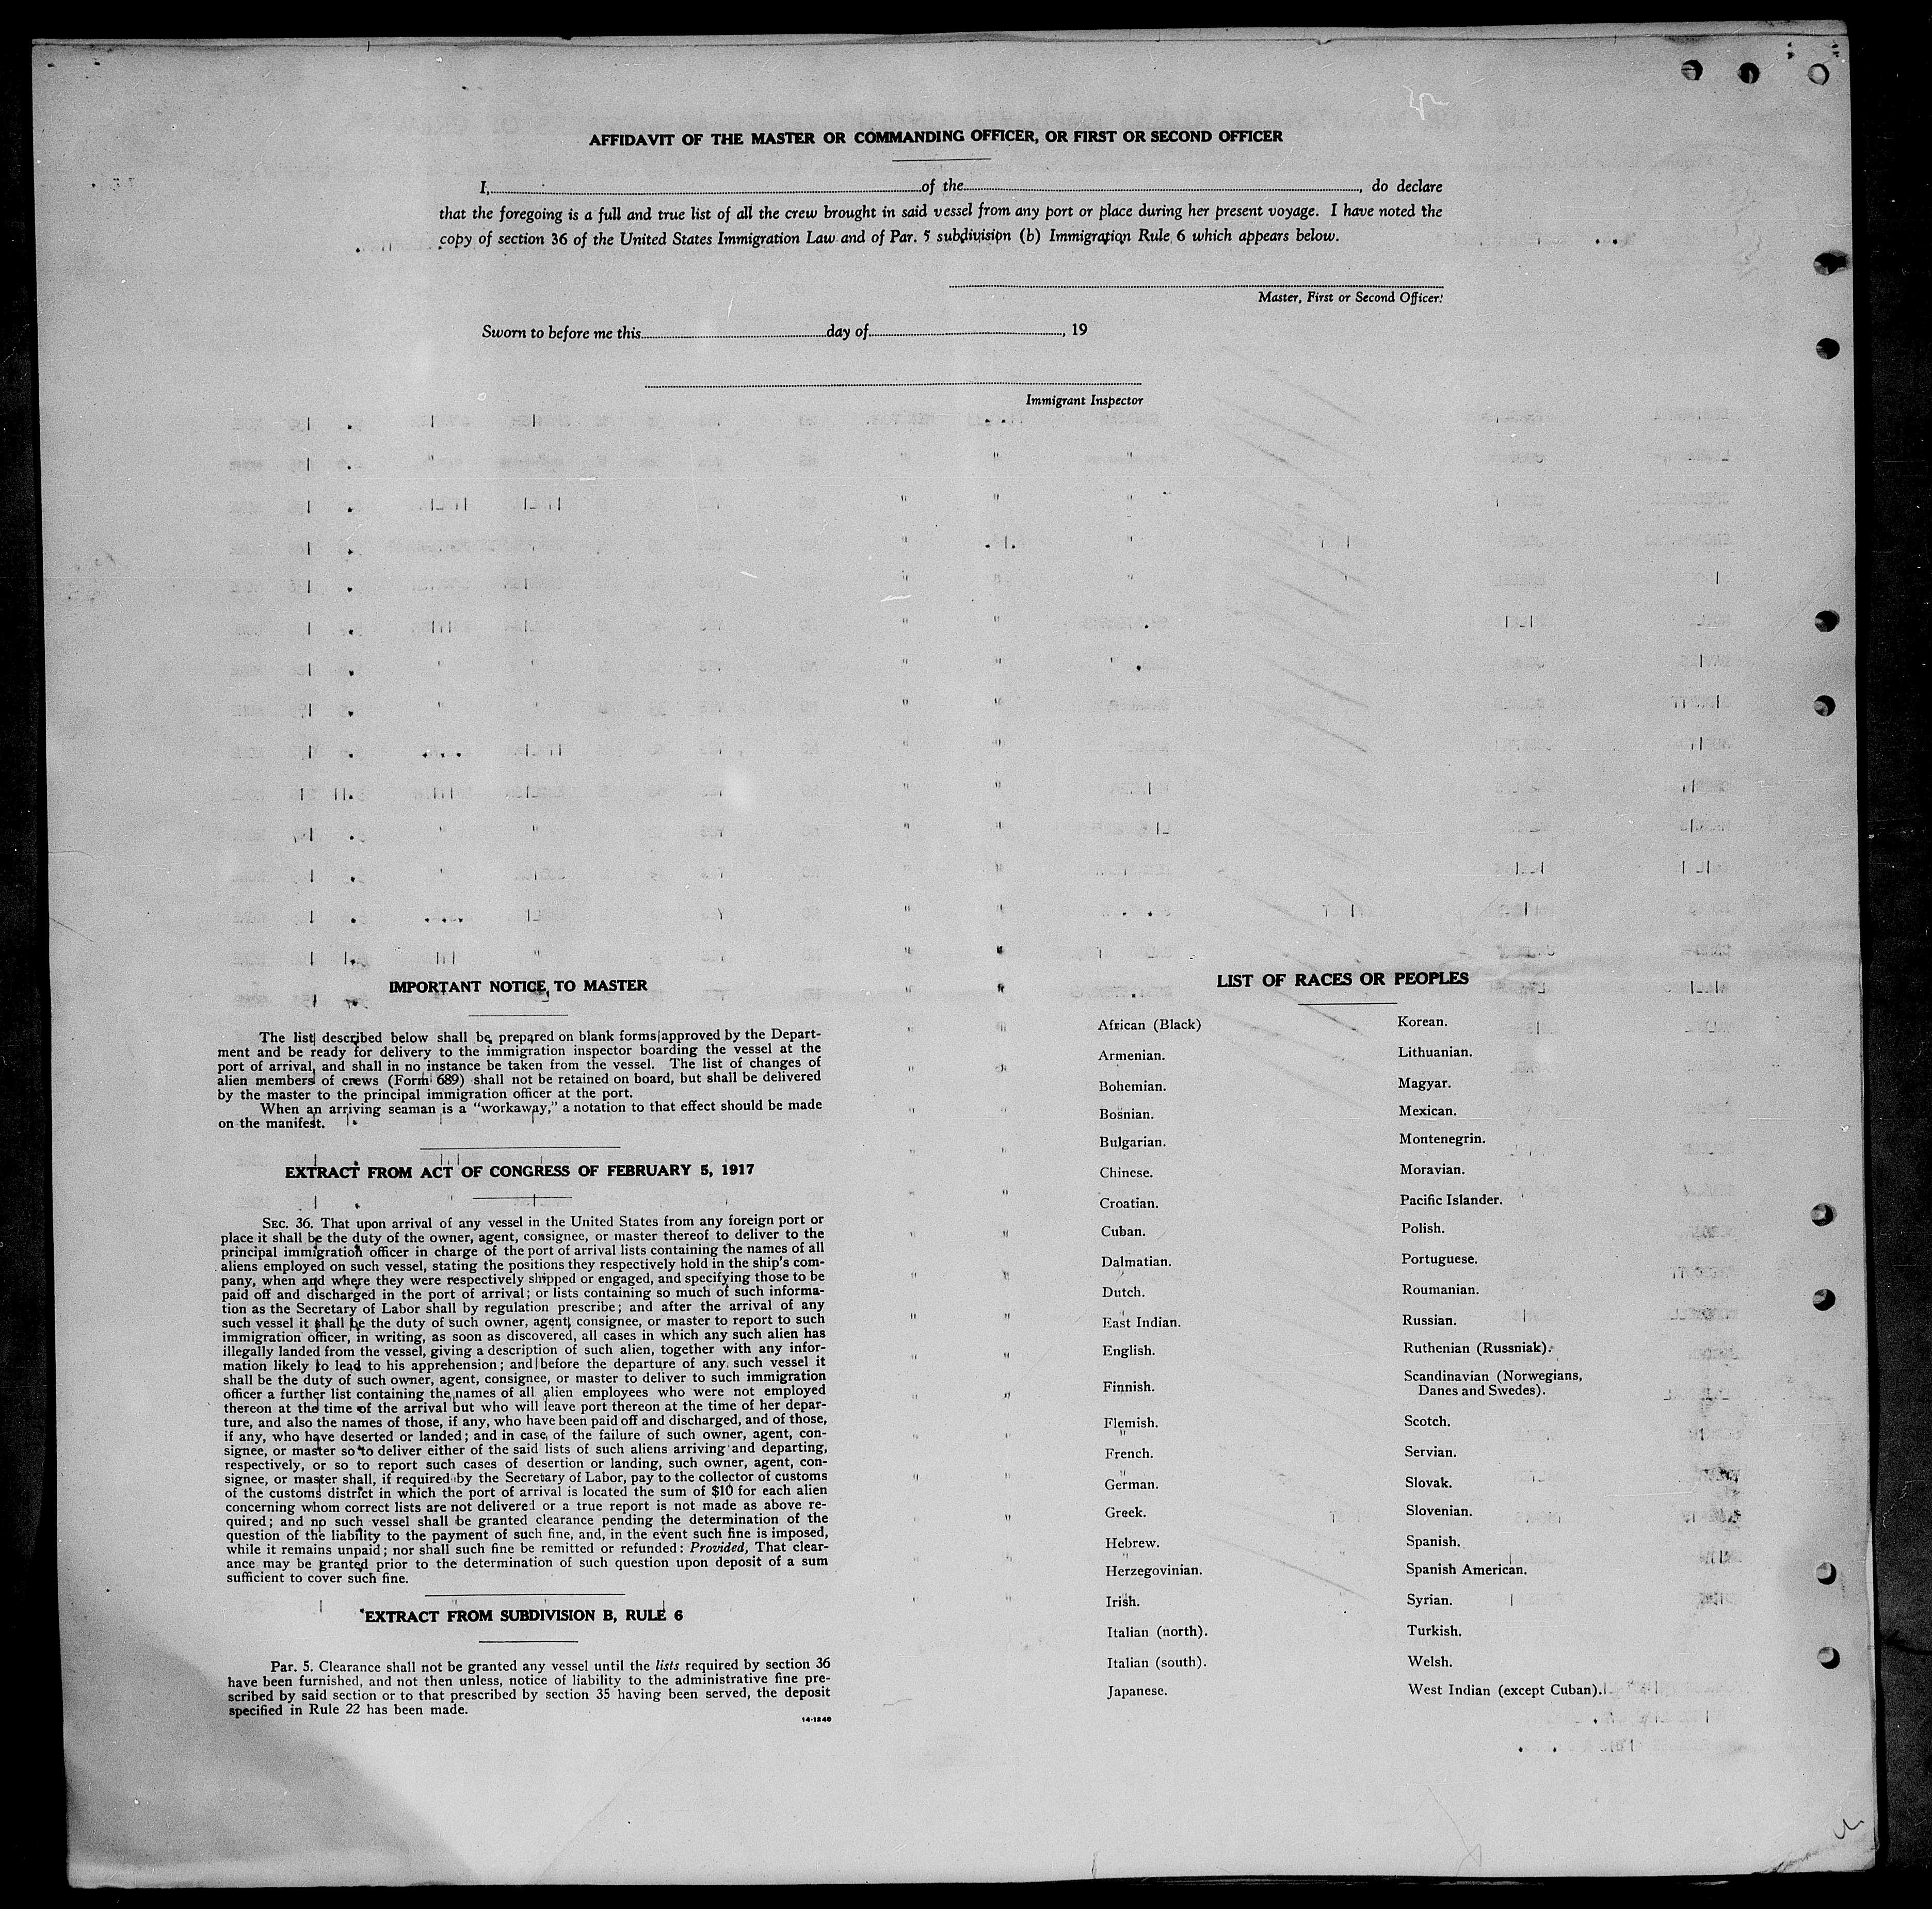 AFFIDAVIT OF THE MASTER OR COMMANDING OFFICER, OR FIRST OR SECOND OFFICER
I, of the , do declare
that the foregoing is a full and true list of all the crew brought in said vessel from any port or place during her present voyage. I have noted the
copy of section 36 of the United States Immigration Law and of Par. 5 subdivision (b) Immigration Rule 6 which appears below.
Master, First or Second Officer.
Sworn to before me this day of , 19
Immigrant Inspector
IMPORTANT NOTICE TO MASTER
The list described below shall be prepared on blank forms approved by the Depart-
ment and be ready for delivery to the immigration inspector boarding the vessel at the
port of arrival, and shall in no instance be taken from the vessel. The list of changes of
alien members of crews (Form 689) shall not be retained on board, but shall be delivered
by the master to the principal immigration officer at the port.
When an arriving seaman is a "workaway," a notation to that effect should be made
on the manifest.
EXTRACT FROM ACT OF CONGRESS OF FEBRUARY 5, 1917
SEC. 36. That upon arrival of any vessel in the United States from any foreign port or
place it shall be the duty of the owner, agent, consignee, or master thereof to deliver to the
principal immigration officer in charge of the port of arrival lists containing the names of all
aliens employed on such vessel, stating the positions they respectively hold in the ship's com-
pany, when and where they were respectively shipped or engaged, and specifying those to be
paid off and discharged in the port of arrival; or lists containing so much of such informa-
tion as the Secretary of Labor shall by regulation prescribe; and after the arrival of any
such vessel it shall be the duty of such owner, agent, consignee, or master to report to such
immigration officer, in writing, as soon as discovered, all cases in which any such alien has
illegally landed from the vessel, giving a description of such alien, together with any infor-
mation likely to lead to his apprehension; and before the departure of any such vessel it
shall be the duty of such owner, agent, consignee, or master to deliver to such immigration
officer a further list containing the names of all alien employees who were not employed
thereon at the time of the arrival but who will leave port thereon at the time of her depar-
ture, and also the names of those, if any, who have been paid off and discharged, and of those,
if any, who have deserted or landed; and in case of the failure of such owner, agent, con-
signee, or master so to deliver either of the said lists of such aliens arriving and departing,
respectively, or so to report such cases of desertion or landing, such owner, agent, con-
signee, or master shall, if required by the Secretary of Labor, pay to the collector of customs
of the customs district in which the port of arrival is located the sum of $10 for each alien
concerning whom correct lists are not delivered or a true report is not made as above re-
quired; and no such vessel shall be granted clearance pending the determination of the
question of the liability to the payment of such fine, and, in the event such fine is imposed,
while it remains unpaid; nor shall such fine be remitted or refunded: Provided, That clear-
ance may be granted prior to the determination of such question upon deposit of a sum
sufficient to cover such fine.
EXTRACT FROM SUBDIVISION B, RULE 6
Par. 5. Clearance shall not be granted any vessel until the lists required by section 36
have been furnished, and not then unless, notice of liability to the administrative fine pre-
scribed by said section or to that prescribed by section 35 having been served, the deposit
specified in Rule 22 has been made.
14-1240
LIST OF RACES OR PEOPLES
African (Black)
Armenian.
Bohemian.
Bosnian.
Bulgarian.
Chinese.
Croatian.
Cuban.
Dalmatian.
Dutch.
East Indian.
English.
Finnish.
Flemish.
French.
German.
Greek.
Hebrew.
Herzegovinian.
Irish.
Italian (north).
Italian (south).
Japanese.
Korean.
Lithuanian.
Magyar.
Mexican.
Montenegrin.
Moravian.
Pacific Islander.
Polish.
Portuguese.
Roumanian.
Russian.
Ruthenian (Russniak).
Scandinavian (Norwegians,
Danes and Swedes).
Scotch.
Servian.
Slovak.
Slovenian.
Spanish.
Spanish American.
Syrian.
Turkish.
Welsh.
West Indian (except Cuban).